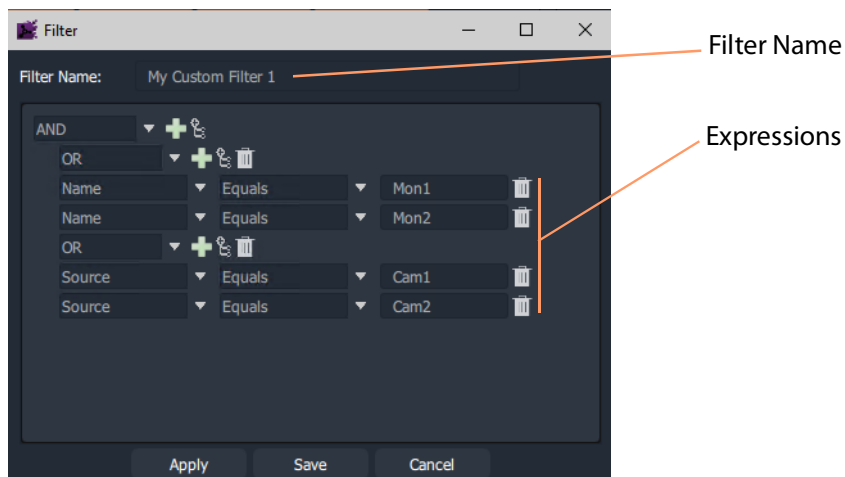 Filter
Filter Name: My Custom Filter 1
Filter Name
AND
Expressions
OR
Name Equals Mon1
Name Equals Mon2
OR
Source Equals Cam1
Source Equals Cam2
Apply Save Cancel